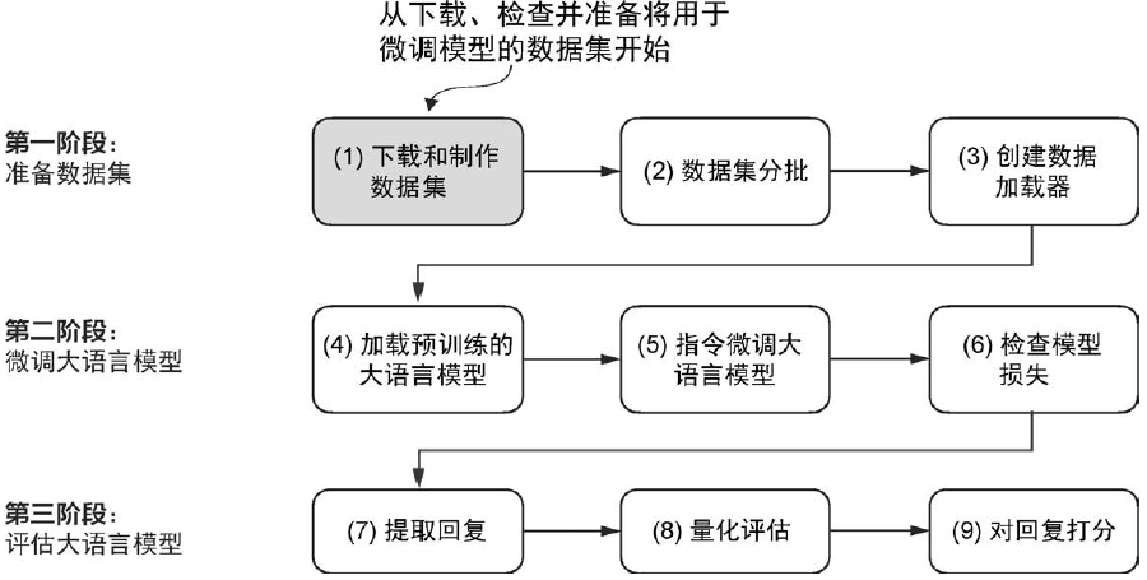 从下载、检查并准备将用于
微调模型的数据集开始
第一阶段：
准备数据集
(1) 下载和制作
数据集
(2) 数据集分批
(3) 创建数据
加载器
第二阶段：
微调大语言模型
(4) 加载预训练的
大语言模型
(5) 指令微调大
语言模型
(6) 检查模型
损失
第三阶段：
评估大语言模型
(7) 提取回复
(8) 量化评估
(9) 对回复打分